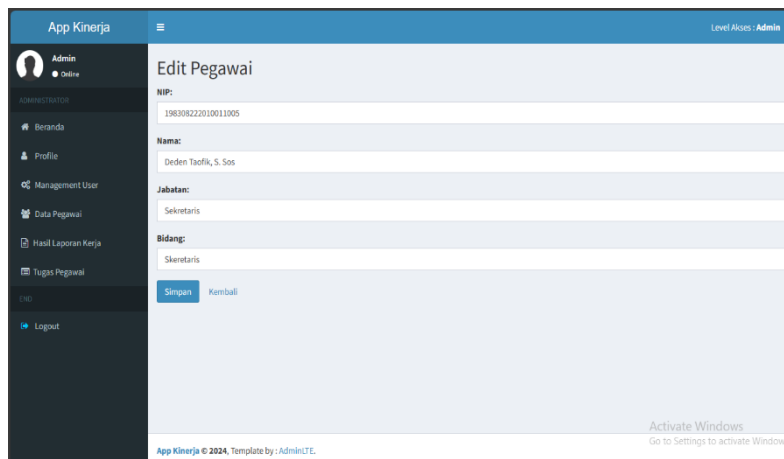 App Kinerja
Level Akses : Admin
Admin
Online
ADMINISTRATOR
Beranda
Profile
Management User
Data Pegawai
Hasil Laporan Kerja
Tugas Pegawai
END
Logout
Edit Pegawai
NIP:
198308222010011005
Nama:
Deden Taofik, S. Sos
Jabatan:
Sekretaris
Bidang:
Skeretaris
Simpan Kembali
Activate Windows
Go to Settings to activate Window
App Kinerja © 2024, Template by : AdminLTE.